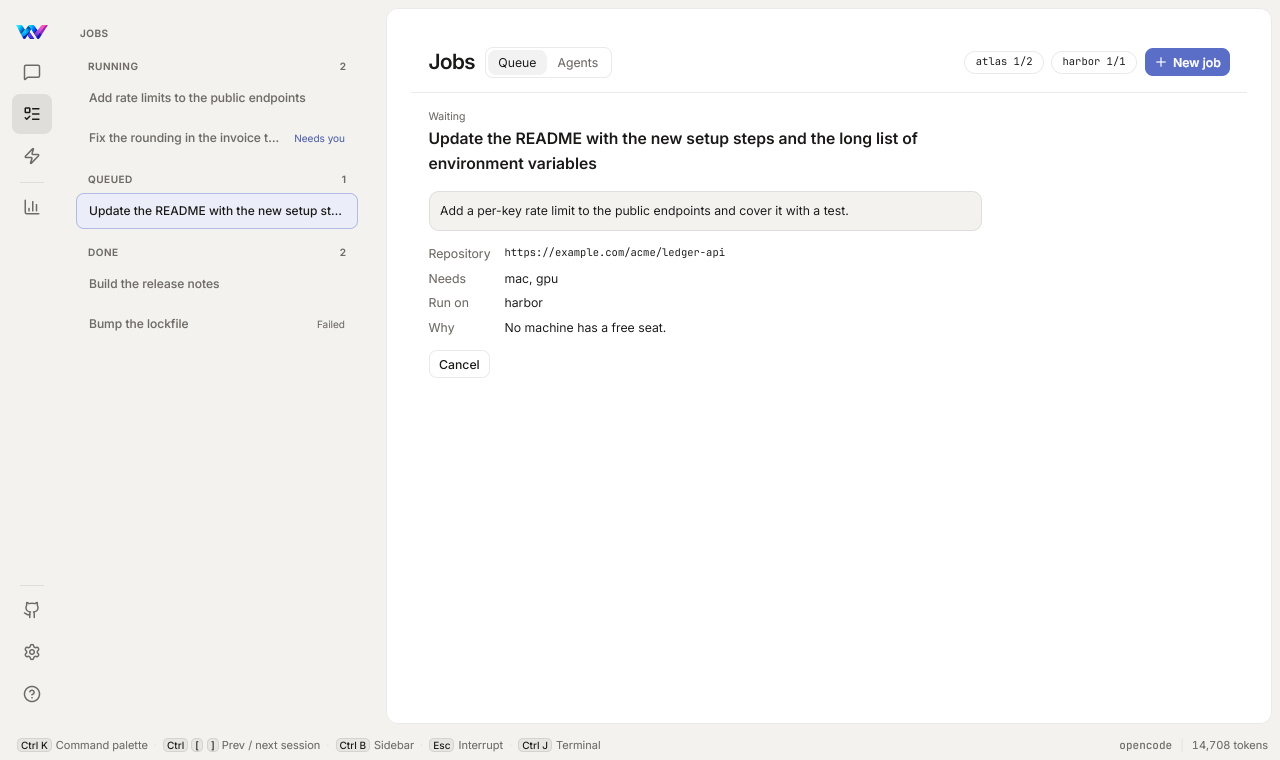 JOBS
RUNNING 2
Add rate limits to the public endpoints
Fix the rounding in the invoice t... Needs you
QUEUED 1
Update the README with the new setup st...
DONE 2
Build the release notes
Bump the lockfile Failed
Jobs Queue Agents atlas 1/2 harbor 1/1 New job
Waiting
Update the README with the new setup steps and the long list of
environment variables
Add a per-key rate limit to the public endpoints and cover it with a test.
Repository https://example.com/acme/ledger-api
Needs mac, gpu
Run on harbor
Why No machine has a free seat.
Cancel
Ctrl K Command palette Ctrl [ ] Prev / next session Ctrl B Sidebar Esc Interrupt Ctrl J Terminal opencode 14,708 tokens